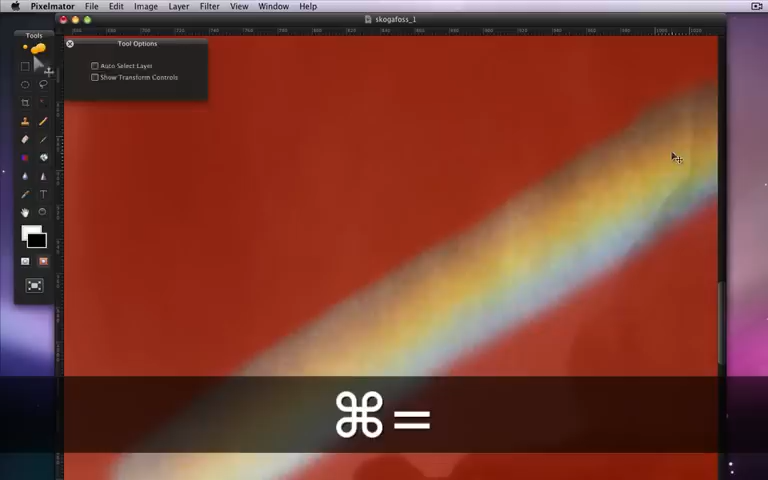 Pixelmator File Edit Image Layer Filter View Window Help
skogafoss_1
Tools
Tool Options
Auto Select Layer
Show Transform Controls
T
⌘=